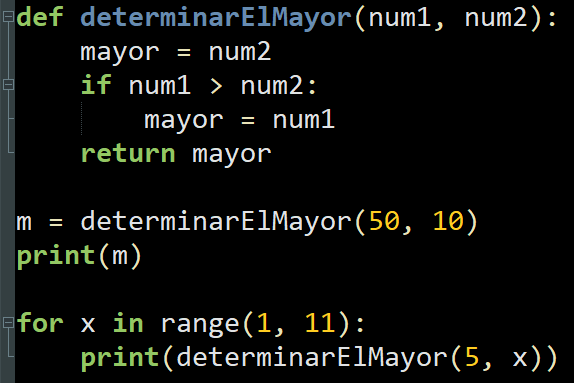 def determinarElMayor(num1, num2):
    mayor = num2
    if num1 > num2:
        mayor = num1
    return mayor

m = determinarElMayor(50, 10)
print(m)

for x in range(1, 11):
    print(determinarElMayor(5, x))